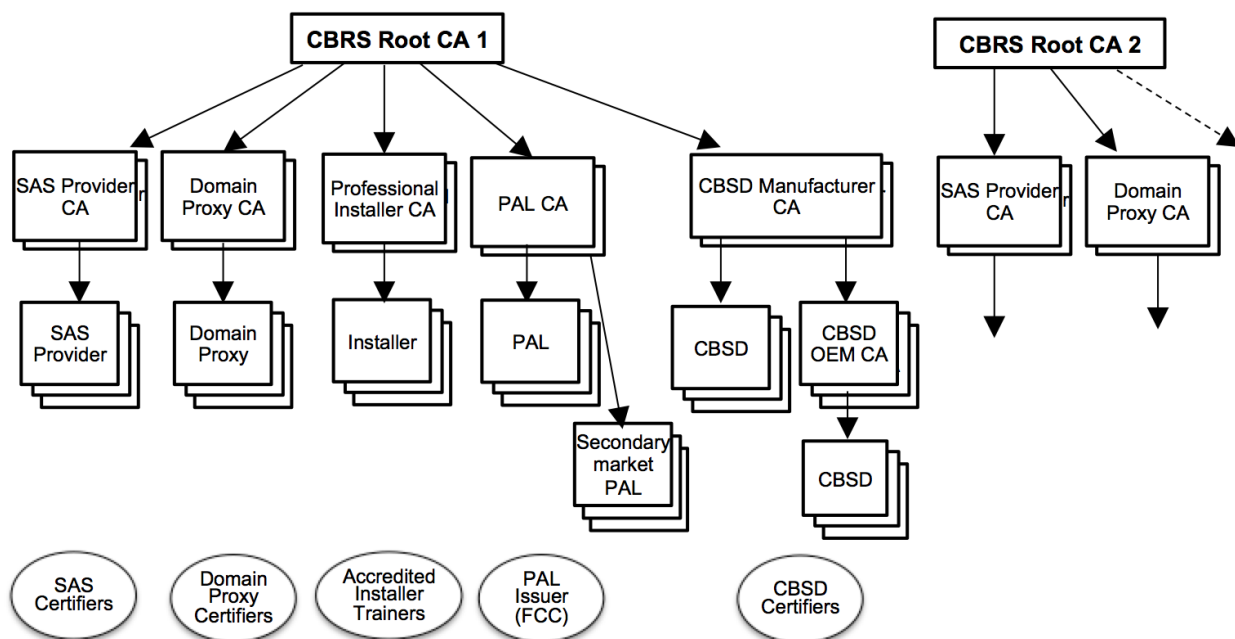 CBRS Root CA 1
CBRS Root CA 2
SAS Provider
CA
Domain
Proxy CA
Professional
Installer CA
PAL CA
CBSD Manufacturer
CA
SAS Provider
CA
Domain
Proxy CA
SAS
Provider
Domain
Proxy
Installer
PAL
CBSD
CBSD
OEM CA
Secondary
market
PAL
CBSD
SAS
Certifiers
Domain
Proxy
Certifiers
Accredited
Installer
Trainers
PAL
Issuer
(FCC)
CBSD
Certifiers